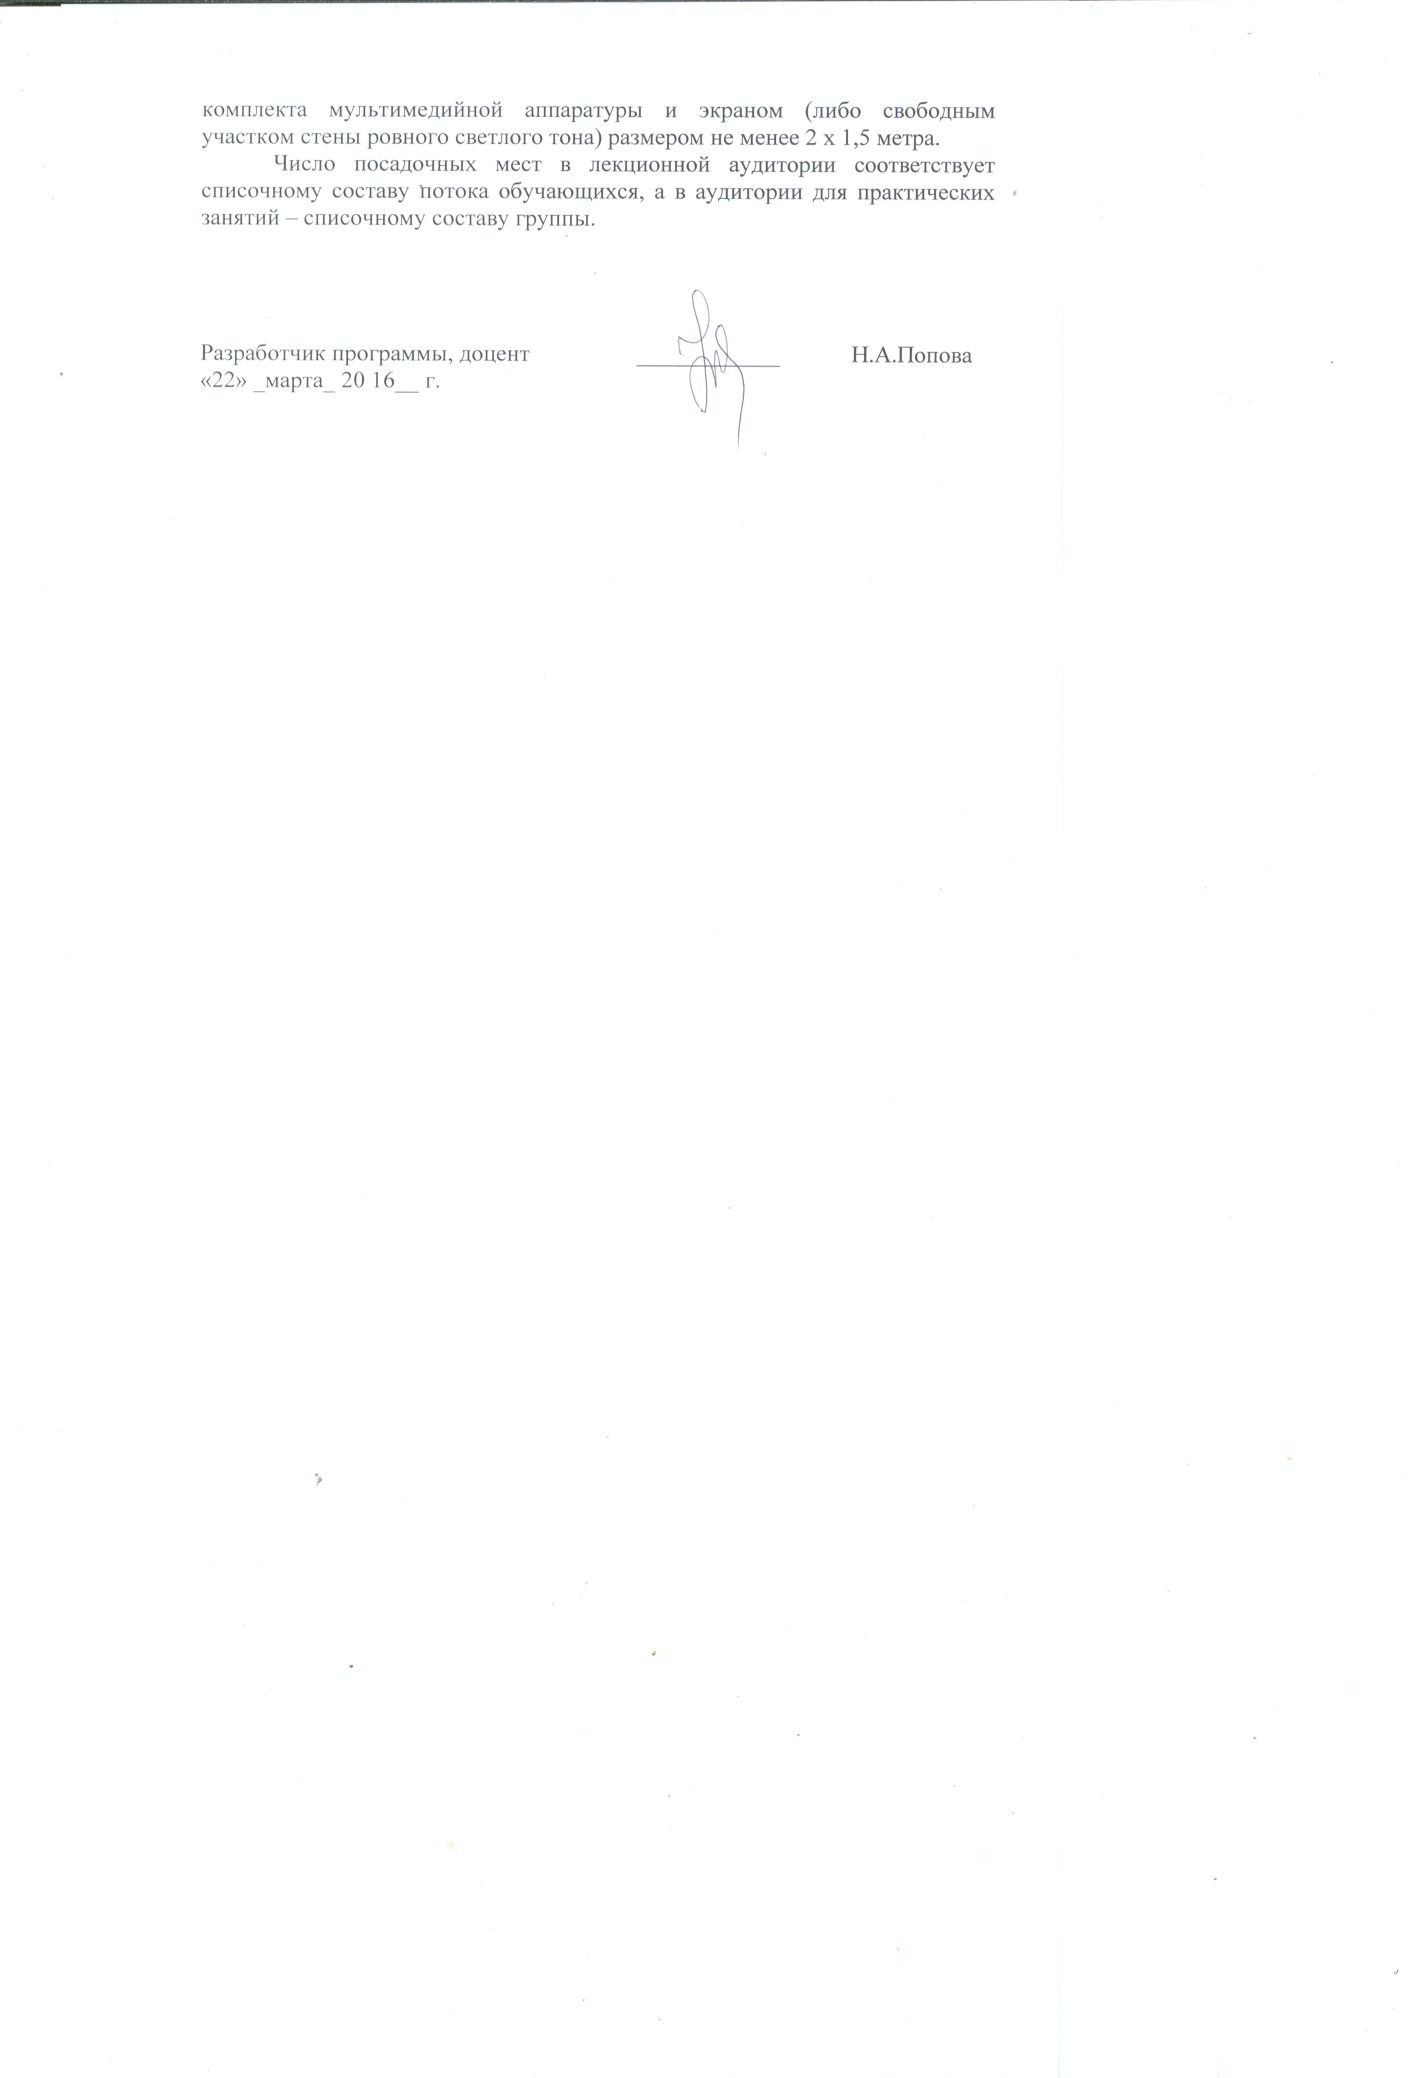 комплекта мультимедийной аппаратуры и экраном (либо свободным
участком стены ровного светлого тона) размером не менее 2 х 1,5 метра.
Число посадочных мест в лекционной аудитории соответствует
списочному составу потока обучающихся, а в аудитории для практических
занятий – списочному составу группы.
Разработчик программы, доцент ____________ Н.А.Попова
«22» _марта_ 20 16__ г.